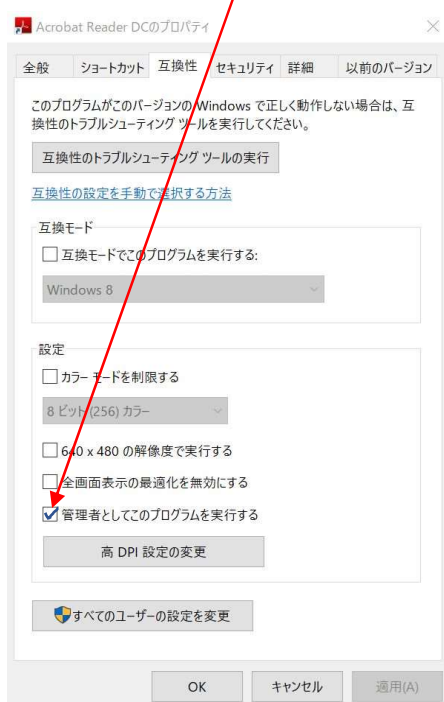 Acrobat Reader DCのプロパティ
全般 ショートカット 互換性 セキュリティ 詳細 以前のバージョン
このプログラムがこのバージョンの Windows で正しく動作しない場合は、互
換性のトラブルシューティング ツールを実行してください。
互換性のトラブルシューティング ツールの実行
互換性の設定を手動で選択する方法
互換モード
互換モードでこのプログラムを実行する:
Windows 8
設定
カラー モードを制限する
8 ビット (256) カラー
640 x 480 の解像度で実行する
全画面表示の最適化を無効にする
管理者としてこのプログラムを実行する
高 DPI 設定の変更
すべてのユーザーの設定を変更
OK キャンセル 適用(A)